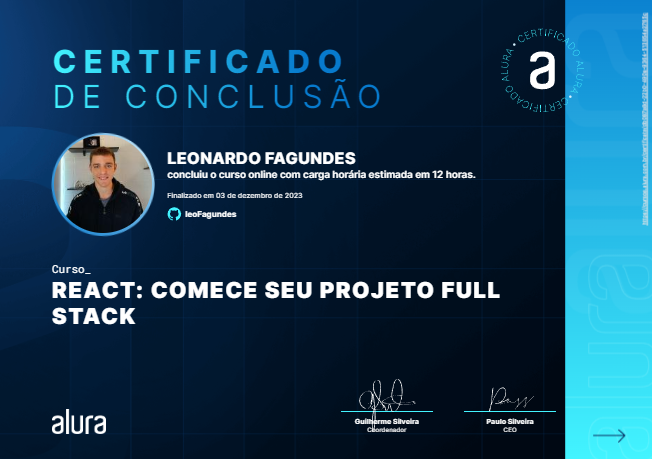 CERTIFICADO
DE CONCLUSÃO
ALURA • CERTIFICADO ALURA • CERTIFICADO
a
LEONARDO FAGUNDES
concluiu o curso online com carga horária estimada em 12 horas.
Finalizado em 03 de dezembro de 2023
leoFagundes
Curso_
REACT: COMECE SEU PROJETO FULL
STACK
alura
Guilherme Silveira
Coordenador
Paulo Silveira
CEO
alura